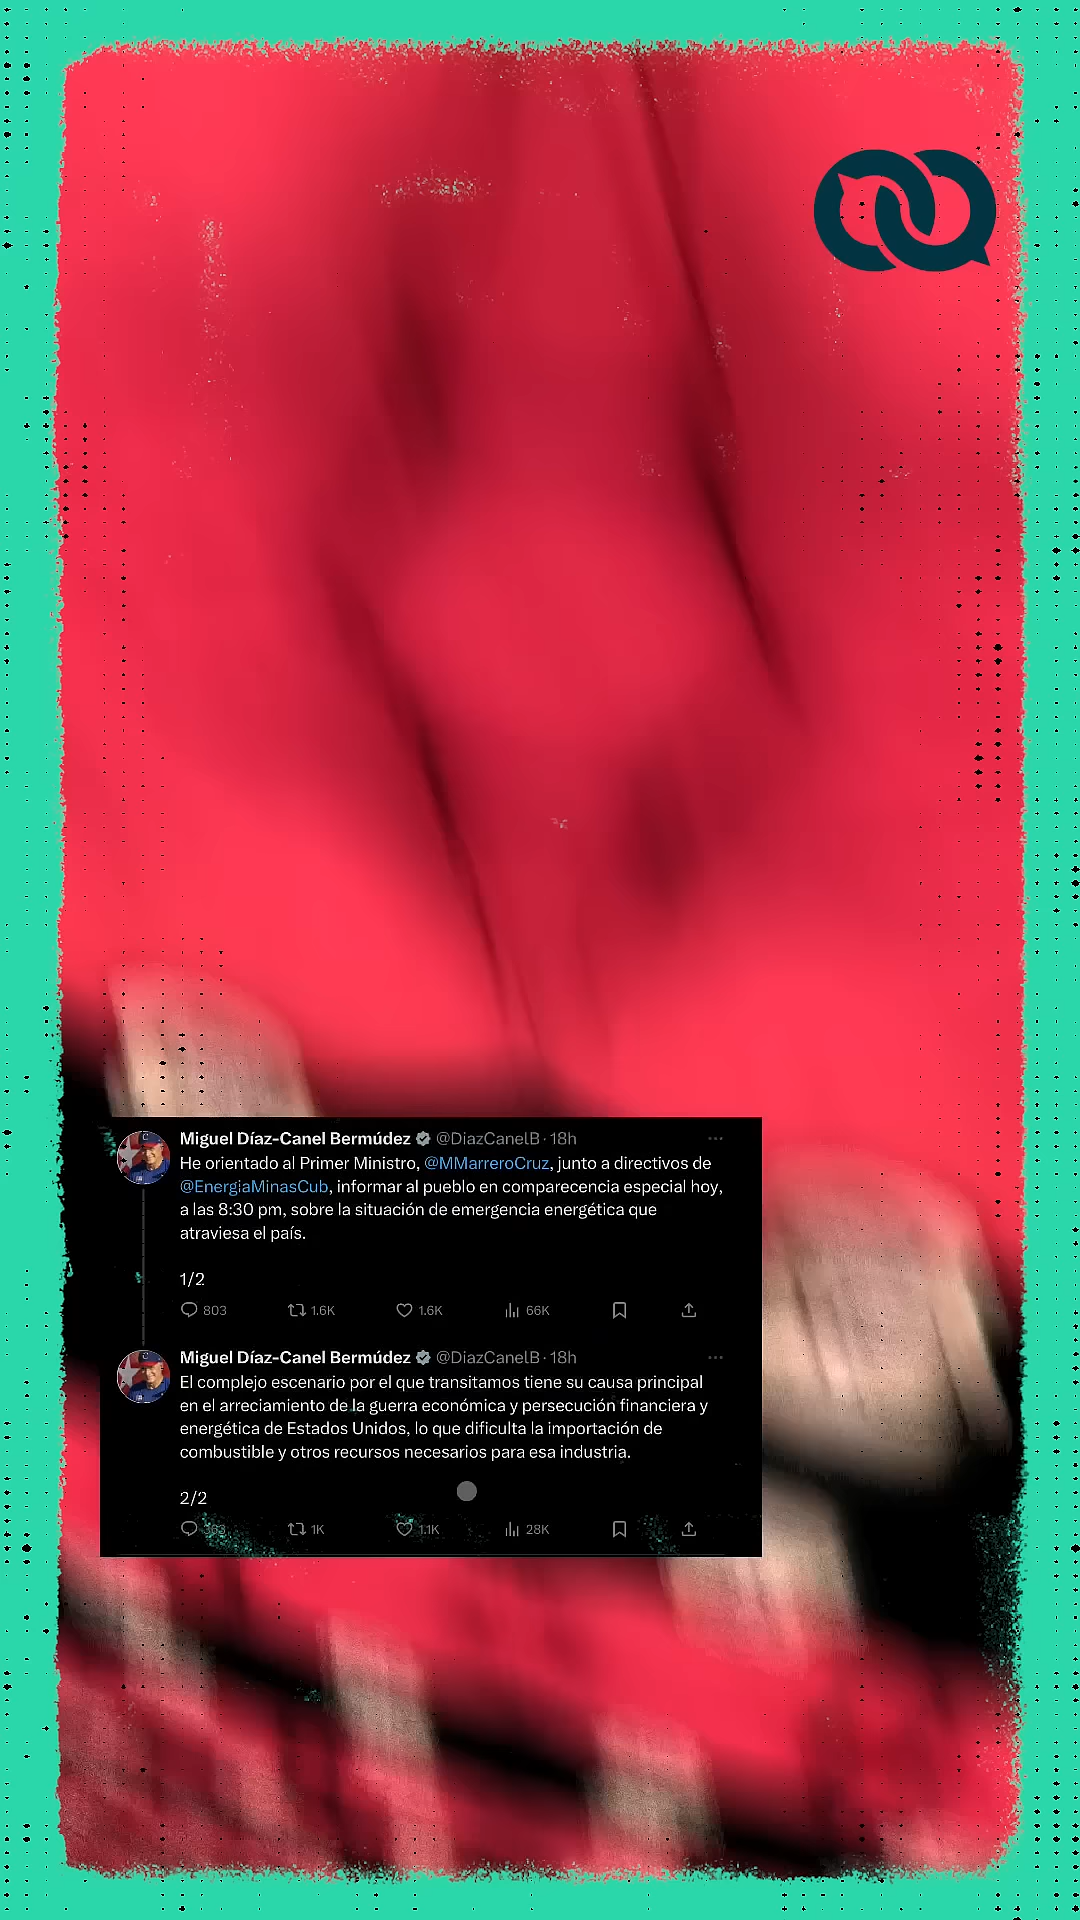 Miguel Díaz-Canel Bermúdez @DiazCanelB · 18h
He orientado al Primer Ministro, @MMarreroCruz, junto a directivos de
@EnergiaMinasCub, informar al pueblo en comparecencia especial hoy,
a las 8:30 pm, sobre la situación de emergencia energética que
atraviesa el país.
1/2
803 1.6K 1.6K 66K
Miguel Díaz-Canel Bermúdez @DiazCanelB · 18h
El complejo escenario por el que transitamos tiene su causa principal
en el arreciamiento de la guerra económica y persecución financiera y
energética de Estados Unidos, lo que dificulta la importación de
combustible y otros recursos necesarios para esa industria.
2/2
1K 1.1K 28K